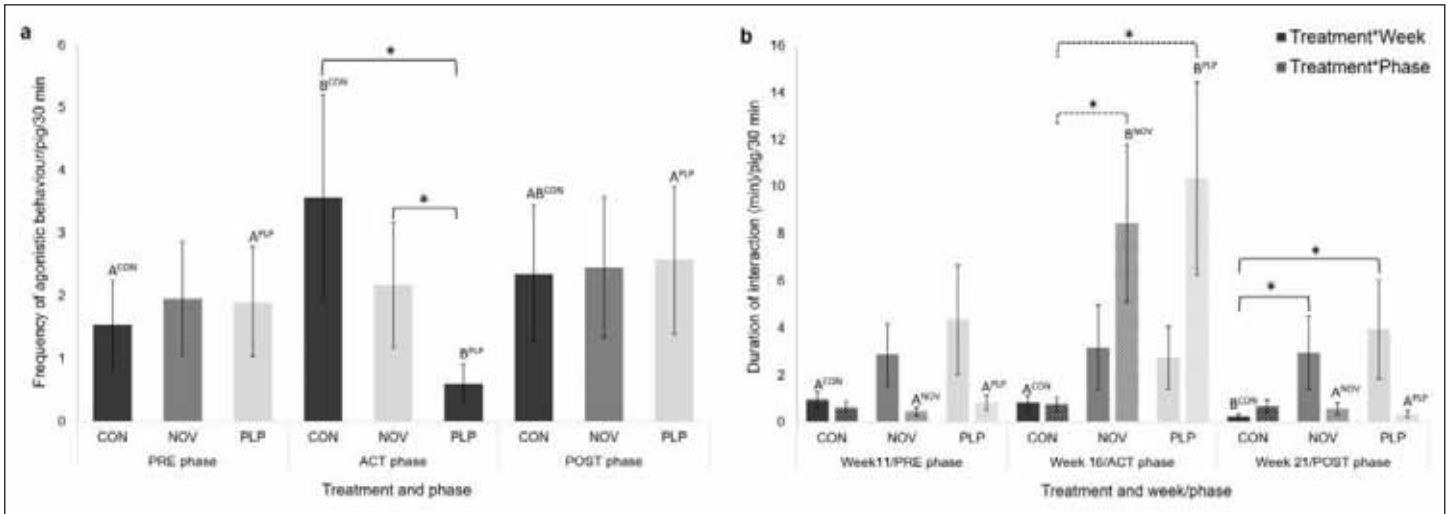 a
6
5
4
3
2
1
0
Frequency of agonistic behaviour/pig/30 min
A^CON
A^PLP
B^CON
*
*
B^PLP
AB^CON
A^PLP
CON NOV PLP CON NOV PLP CON NOV PLP
PRE phase ACT phase POST phase
Treatment and phase
b
16
14
12
10
8
6
4
2
0
Duration of interaction (min)/pig/30 min
Treatment*Week
Treatment*Phase
*
B^PLP
*
B^NOV
*
*
A^CON
A^NOV
A^PLP
A^CON
B^CON
A^NOV
A^PLP
CON NOV PLP CON NOV PLP CON NOV PLP
Week11/PRE phase Week 16/ACT phase Week 21/POST phase
Treatment and week/phase